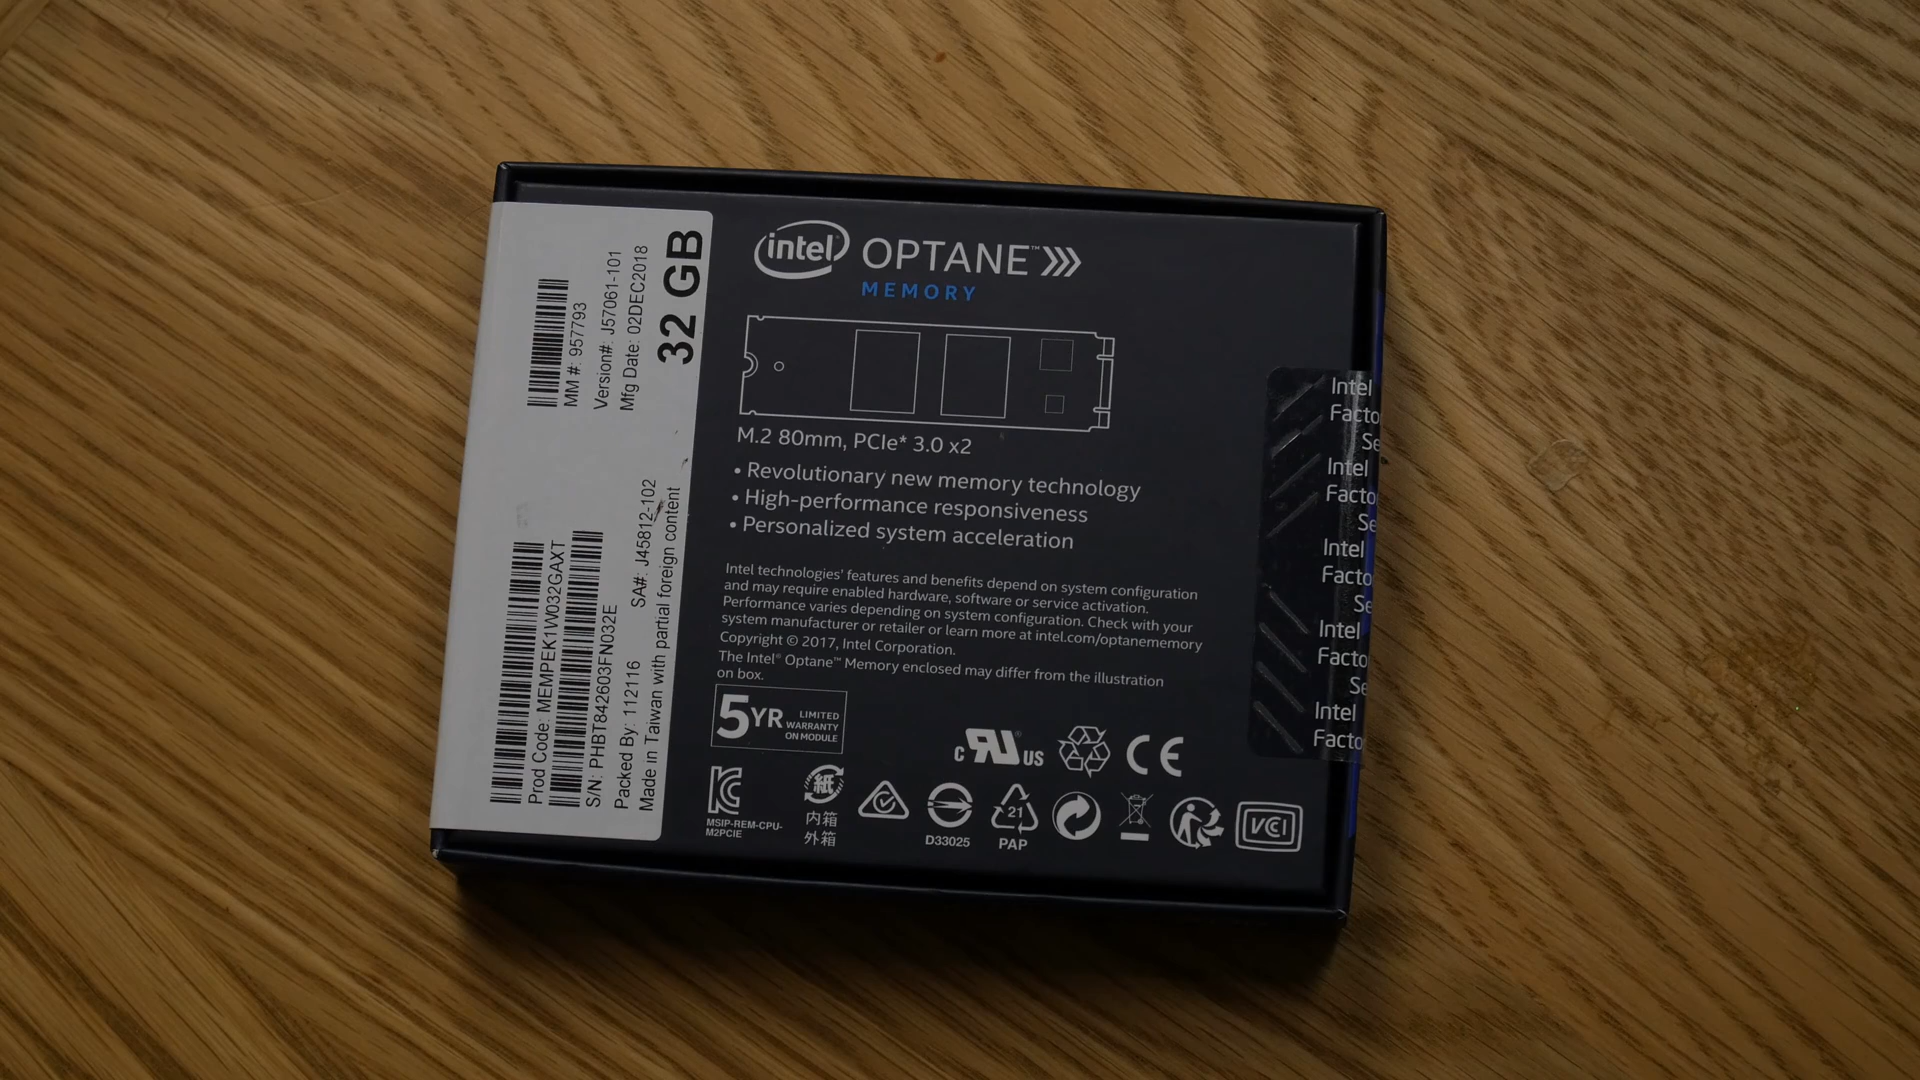 MM #: 957793
Version#: J57061-101
Mfg Date: 02DEC2018
32 GB
Prod Code: MEMPEK1W032GAXT
S/N: PHBT842603FN032E
Packed By: 112116
SA#: J45812-102
Made in Taiwan with partial foreign content
intel OPTANE™
MEMORY
M.2 80mm, PCIe* 3.0 x2
• Revolutionary new memory technology
• High-performance responsiveness
• Personalized system acceleration
Intel technologies' features and benefits depend on system configuration
and may require enabled hardware, software or service activation.
Performance varies depending on system configuration. Check with your
system manufacturer or retailer or learn more at intel.com/optanememory
Copyright © 2017, Intel Corporation.
The Intel® Optane™ Memory enclosed may differ from the illustration
on box.
5YR LIMITED
WARRANTY
ON MODULE
c RU® US
CE
MSIP-REM-CPU-
M2PCIE
紙
内箱
外箱
D33025
21
PAP
VCI
Intel
Facto
Se
Intel
Facto
Se
Intel
Facto
Se
Intel
Facto
Se
Intel
Facto